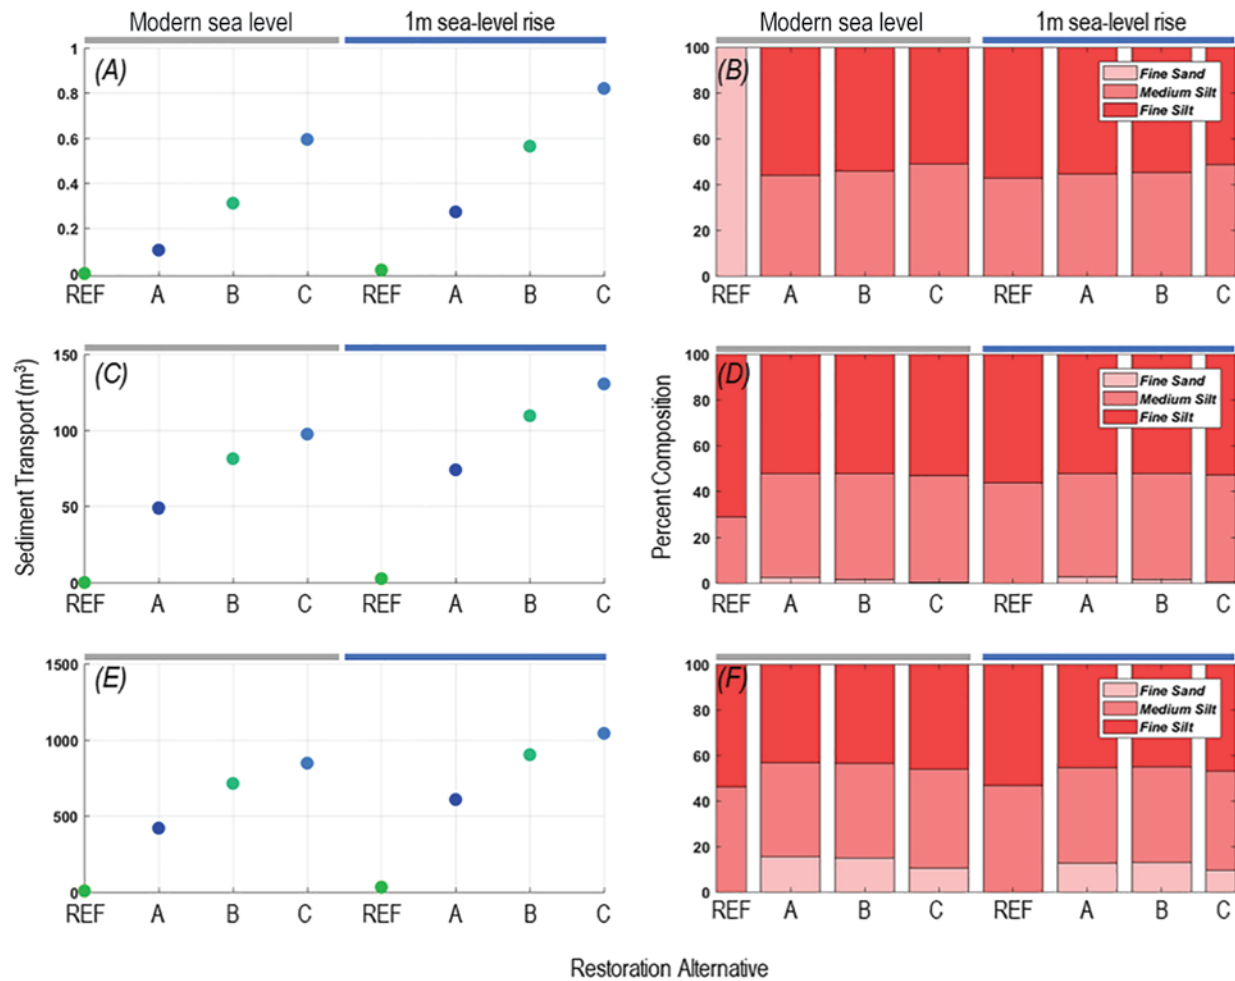 Modern sea level 1m sea-level rise Modern sea level 1m sea-level rise
(A)
1
0.8
0.6
0.4
0.2
0
REF A B C REF A B C
(B)
100
80
60
40
20
0
Fine Sand
Medium Silt
Fine Silt
REF A B C REF A B C
Sediment Transport (m³)
(C)
150
100
50
0
REF A B C REF A B C
Percent Composition
(D)
100
80
60
40
20
0
Fine Sand
Medium Silt
Fine Silt
REF A B C REF A B C
(E)
1500
1000
500
0
REF A B C REF A B C
(F)
100
80
60
40
20
0
Fine Sand
Medium Silt
Fine Silt
REF A B C REF A B C
Restoration Alternative